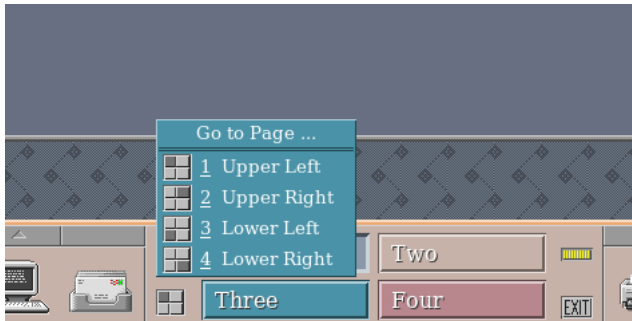 Go to Page ...
1 Upper Left
2 Upper Right
3 Lower Left
4 Lower Right
Two
Three
Four
EXIT